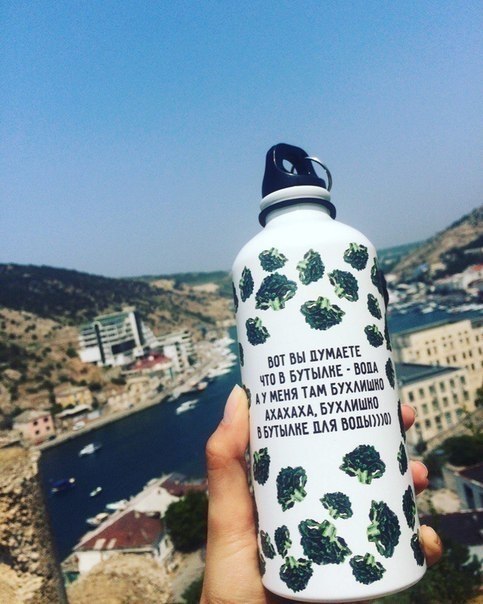 ВОТ ВЫ ДУМАЕТЕ
ЧТО В БУТЫЛКЕ - ВОДА
А У МЕНЯ ТАМ БУХЛИШКО
АХАХАХА, БУХЛИШКО
В БУТЫЛКЕ ДЛЯ ВОДЫ))))0)